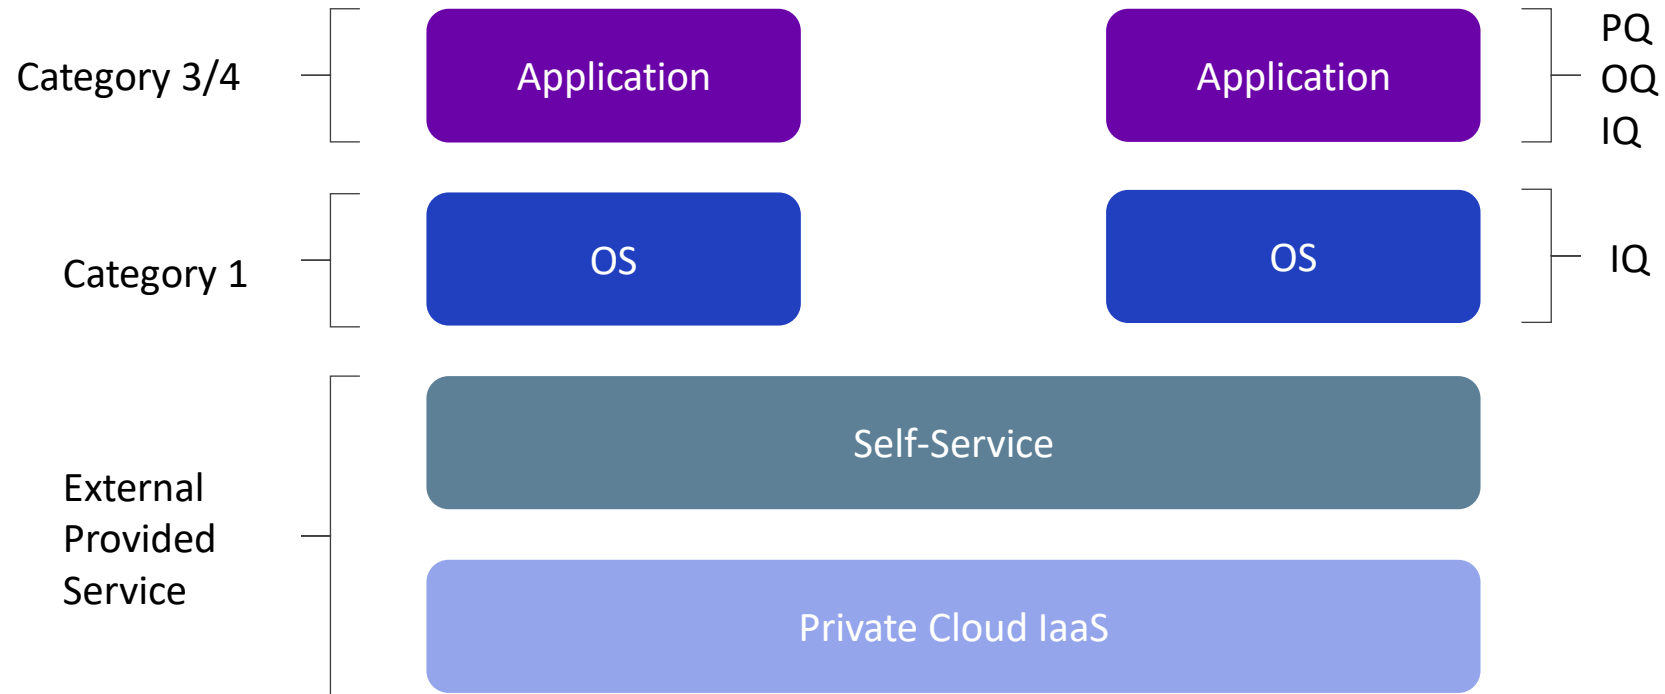 Category 3/4
Application
Application
PQ
OQ
IQ
Category 1
OS
OS
IQ
External
Provided
Service
Self-Service
Private Cloud IaaS